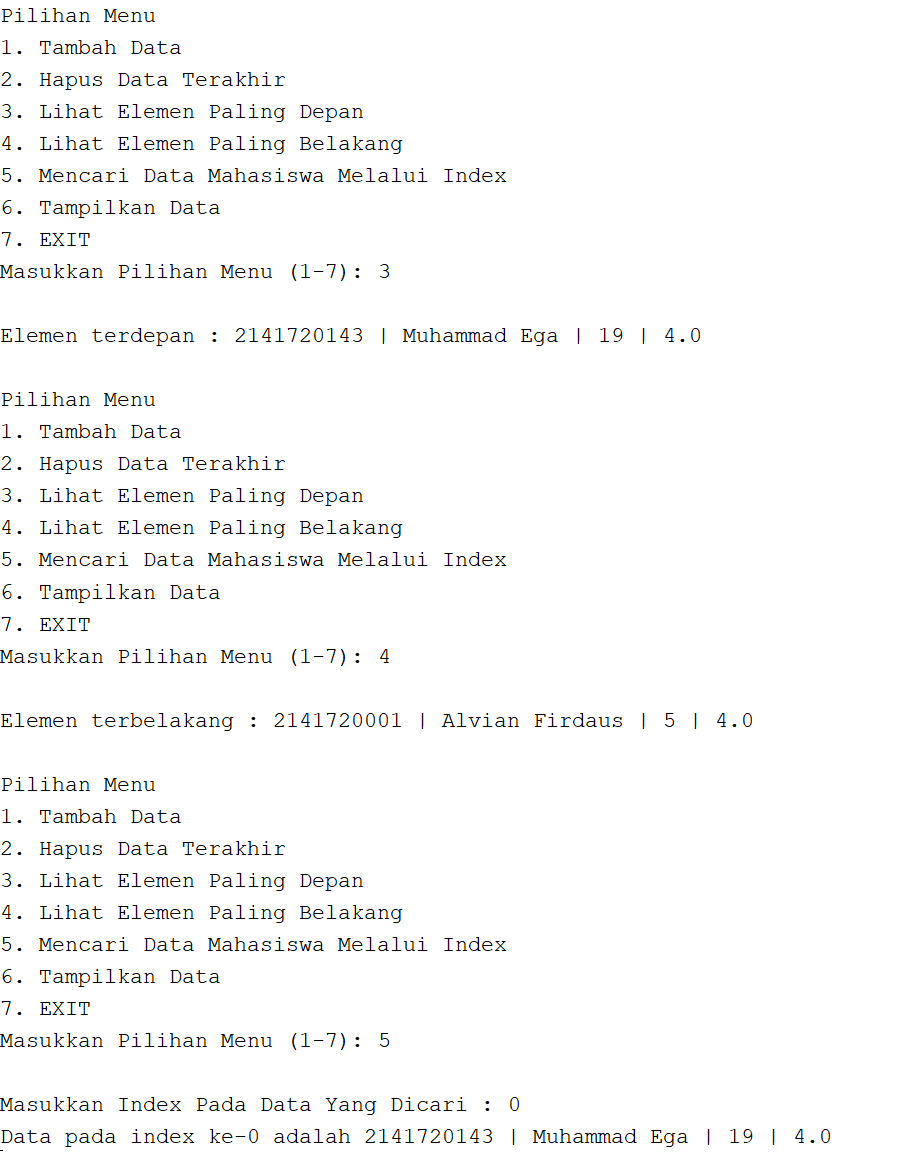 Pilihan Menu
1. Tambah Data
2. Hapus Data Terakhir
3. Lihat Elemen Paling Depan
4. Lihat Elemen Paling Belakang
5. Mencari Data Mahasiswa Melalui Index
6. Tampilkan Data
7. EXIT
Masukkan Pilihan Menu (1-7): 3
Elemen terdepan : 2141720143 | Muhammad Ega | 19 | 4.0
Pilihan Menu
1. Tambah Data
2. Hapus Data Terakhir
3. Lihat Elemen Paling Depan
4. Lihat Elemen Paling Belakang
5. Mencari Data Mahasiswa Melalui Index
6. Tampilkan Data
7. EXIT
Masukkan Pilihan Menu (1-7): 4
Elemen terbelakang : 2141720001 | Alvian Firdaus | 5 | 4.0
Pilihan Menu
1. Tambah Data
2. Hapus Data Terakhir
3. Lihat Elemen Paling Depan
4. Lihat Elemen Paling Belakang
5. Mencari Data Mahasiswa Melalui Index
6. Tampilkan Data
7. EXIT
Masukkan Pilihan Menu (1-7): 5
Masukkan Index Pada Data Yang Dicari : 0
Data pada index ke-0 adalah 2141720143 | Muhammad Ega | 19 | 4.0